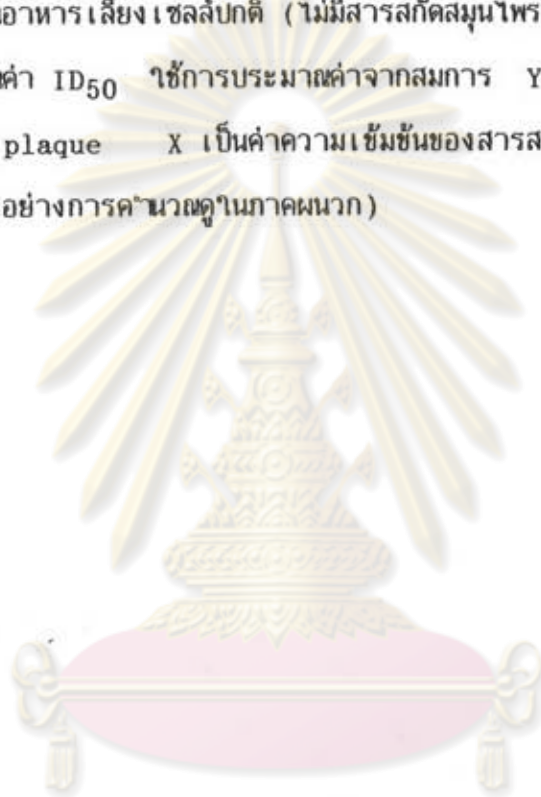 อาหารเลี้ยงเซลล์ปกติ (ไม่มีสารสกัดสมุนไพร
ค่า ID50 ใช้การประมาณค่าจากสมการ Y
plaque X เป็นค่าความเข้มข้นของสารส
อย่างการคำนวณดูในภาคผนวก)